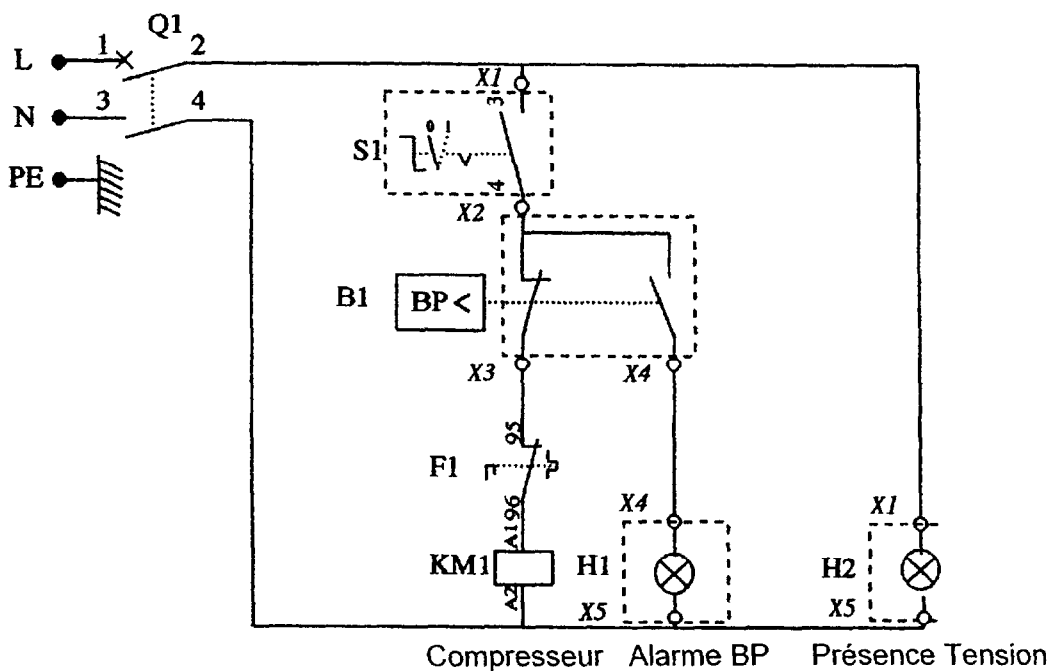 Q1
L 1 2
X1
N 3 4
3
0 1
S1
PE
4
X2
B1 BP <
X3 X4
95
F1
96
X4 X1
A1
KM1 H1 H2
A2
X5 X5
Compresseur Alarme BP Présence Tension